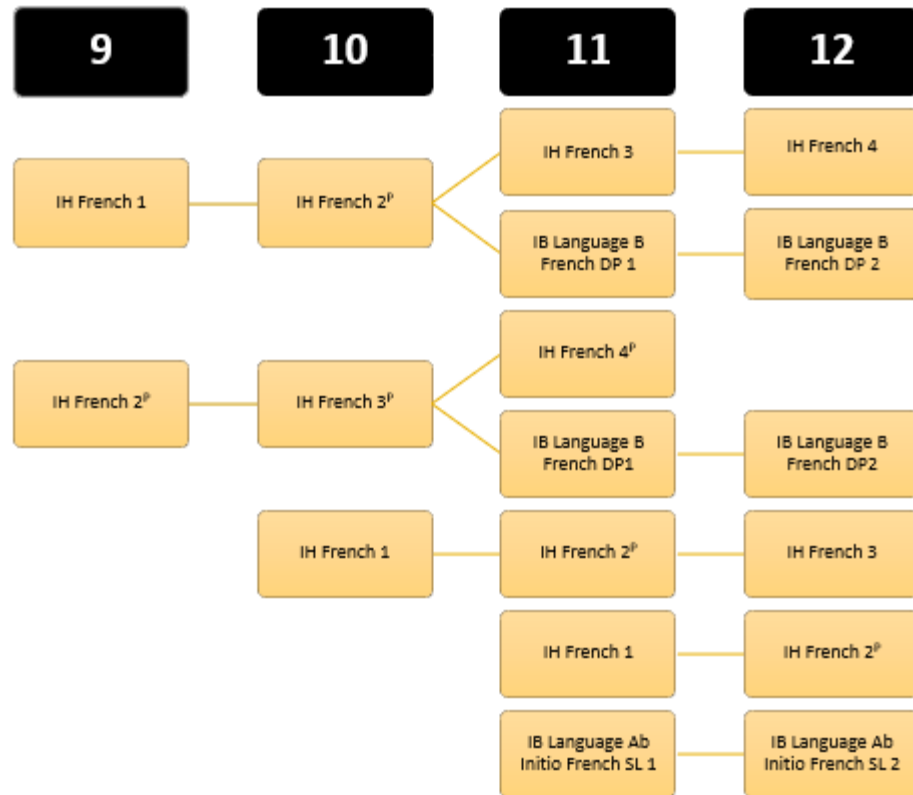 9 10 11 12
IH French 1
IH French 2ᴾ
IH French 3
IH French 4
IB Language B
French DP 1
IB Language B
French DP 2
IH French 2ᴾ
IH French 3ᴾ
IH French 4ᴾ
IB Language B
French DP1
IB Language B
French DP2
IH French 1
IH French 2ᴾ
IH French 3
IH French 1
IH French 2ᴾ
IB Language Ab
Initio French SL 1
IB Language Ab
Initio French SL 2